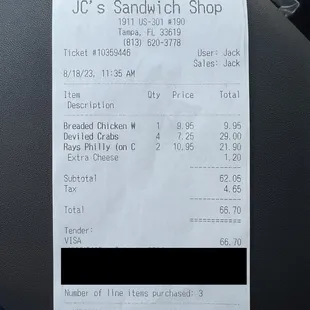 JC's Sandwich Shop
1911 US-301 #190
Tampa, FL 33619
(813) 620-3778
Ticket #10359446 User: Jack
Sales: Jack
8/18/23, 11:35 AM
Item Qty Price Total
Description
Breaded Chicken W 1 9.95 9.95
Deviled Crabs 4 7.25 29.00
Rays Philly (on C 2 10.95 21.90
Extra Cheese 1.20
Subtotal 62.05
Tax 4.65
Total 66.70
Tender:
VISA 66.70
Number of line items purchased: 3